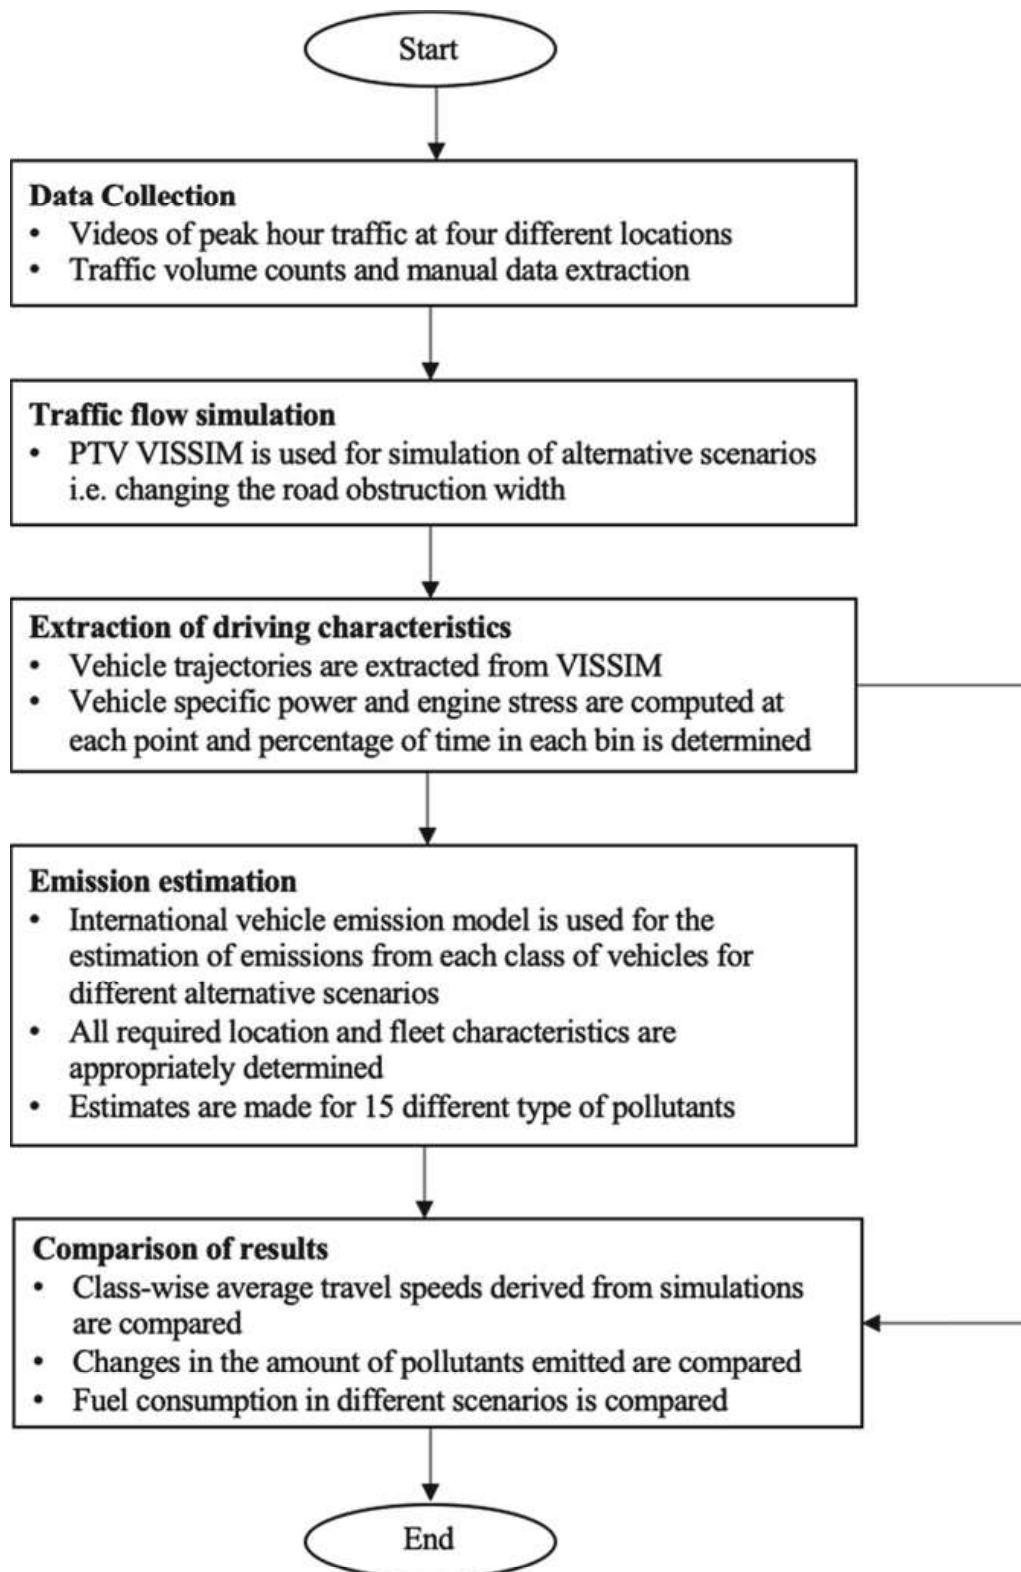 Start
Data Collection
• Videos of peak hour traffic at four different locations
• Traffic volume counts and manual data extraction
Traffic flow simulation
• PTV VISSIM is used for simulation of alternative scenarios
i.e. changing the road obstruction width
Extraction of driving characteristics
• Vehicle trajectories are extracted from VISSIM
• Vehicle specific power and engine stress are computed at
each point and percentage of time in each bin is determined
Emission estimation
• International vehicle emission model is used for the
estimation of emissions from each class of vehicles for
different alternative scenarios
• All required location and fleet characteristics are
appropriately determined
• Estimates are made for 15 different type of pollutants
Comparison of results
• Class-wise average travel speeds derived from simulations
are compared
• Changes in the amount of pollutants emitted are compared
• Fuel consumption in different scenarios is compared
End